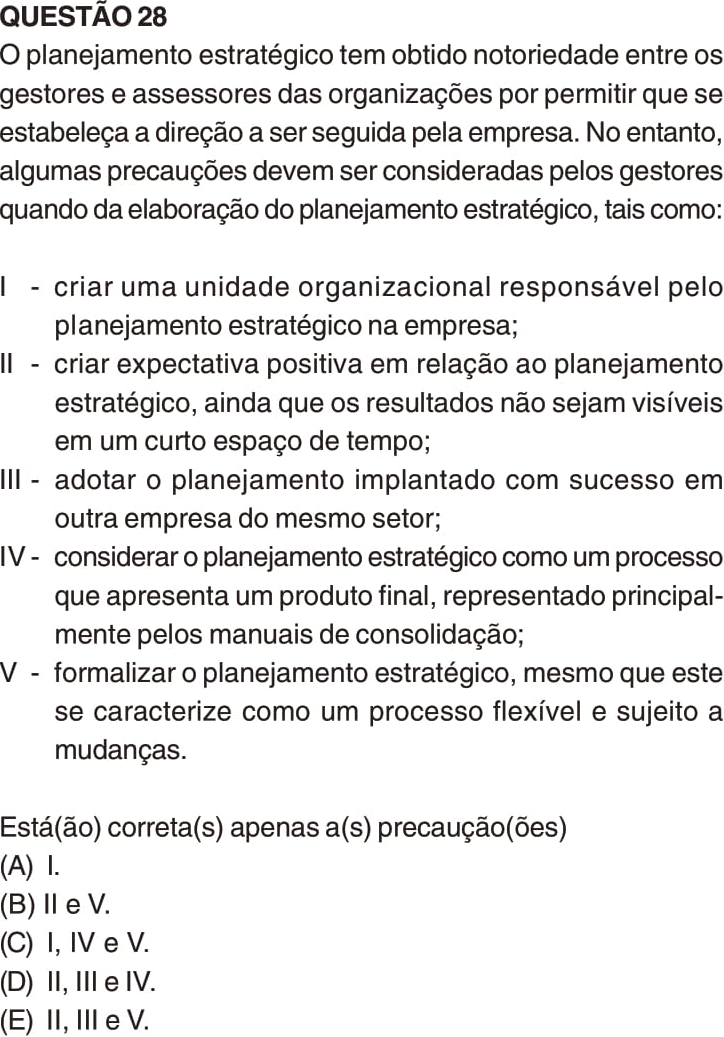 QUESTÃO 28
O planejamento estratégico tem obtido notoriedade entre os
gestores e assessores das organizações por permitir que se
estabeleça a direção a ser seguida pela empresa. No entanto,
algumas precauções devem ser consideradas pelos gestores
quando da elaboração do planejamento estratégico, tais como:
I - criar uma unidade organizacional responsável pelo
planejamento estratégico na empresa;
II - criar expectativa positiva em relação ao planejamento
estratégico, ainda que os resultados não sejam visíveis
em um curto espaço de tempo;
III - adotar o planejamento implantado com sucesso em
outra empresa do mesmo setor;
IV - considerar o planejamento estratégico como um processo
que apresenta um produto final, representado principal-
mente pelos manuais de consolidação;
V - formalizar o planejamento estratégico, mesmo que este
se caracterize como um processo flexível e sujeito a
mudanças.
Está(ão) correta(s) apenas a(s) precaução(ões)
(A) I.
(B) II e V.
(C) I, IV e V.
(D) II, III e IV.
(E) II, III e V.